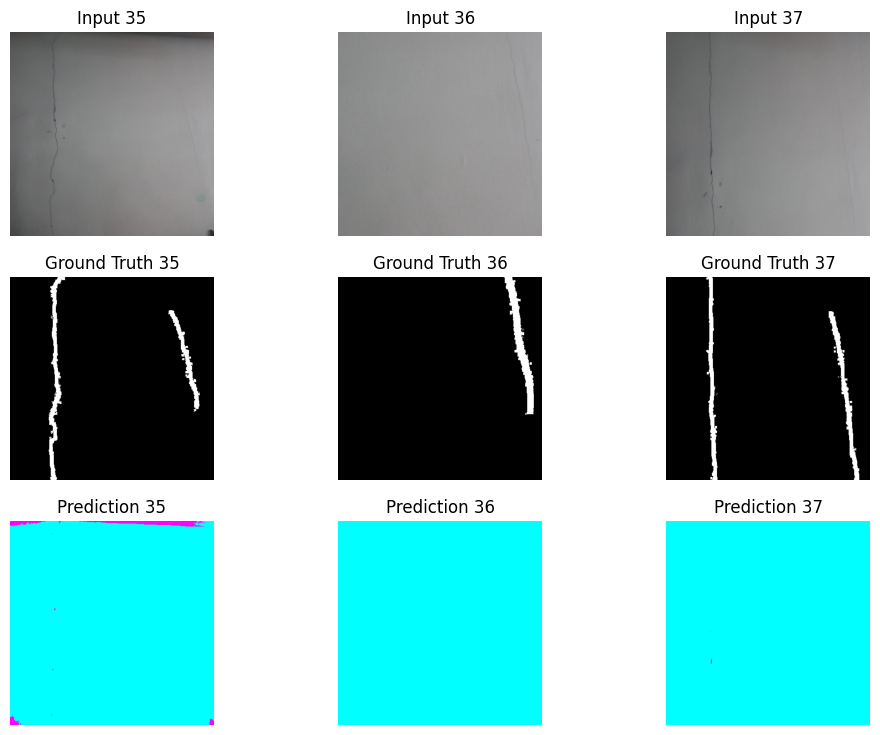 Input 35
Input 36
Input 37
Ground Truth 35
Ground Truth 36
Ground Truth 37
Prediction 35
Prediction 36
Prediction 37